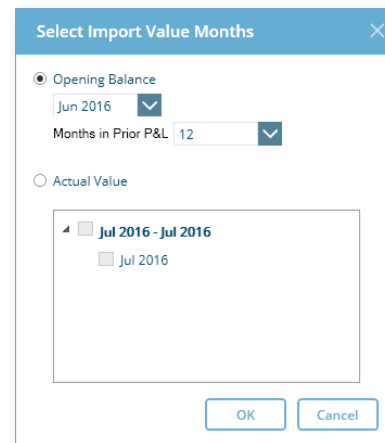 Select Import Value Months
Opening Balance
Jun 2016
Months in Prior P&L 12
Actual Value
Jul 2016 - Jul 2016
Jul 2016
OK Cancel